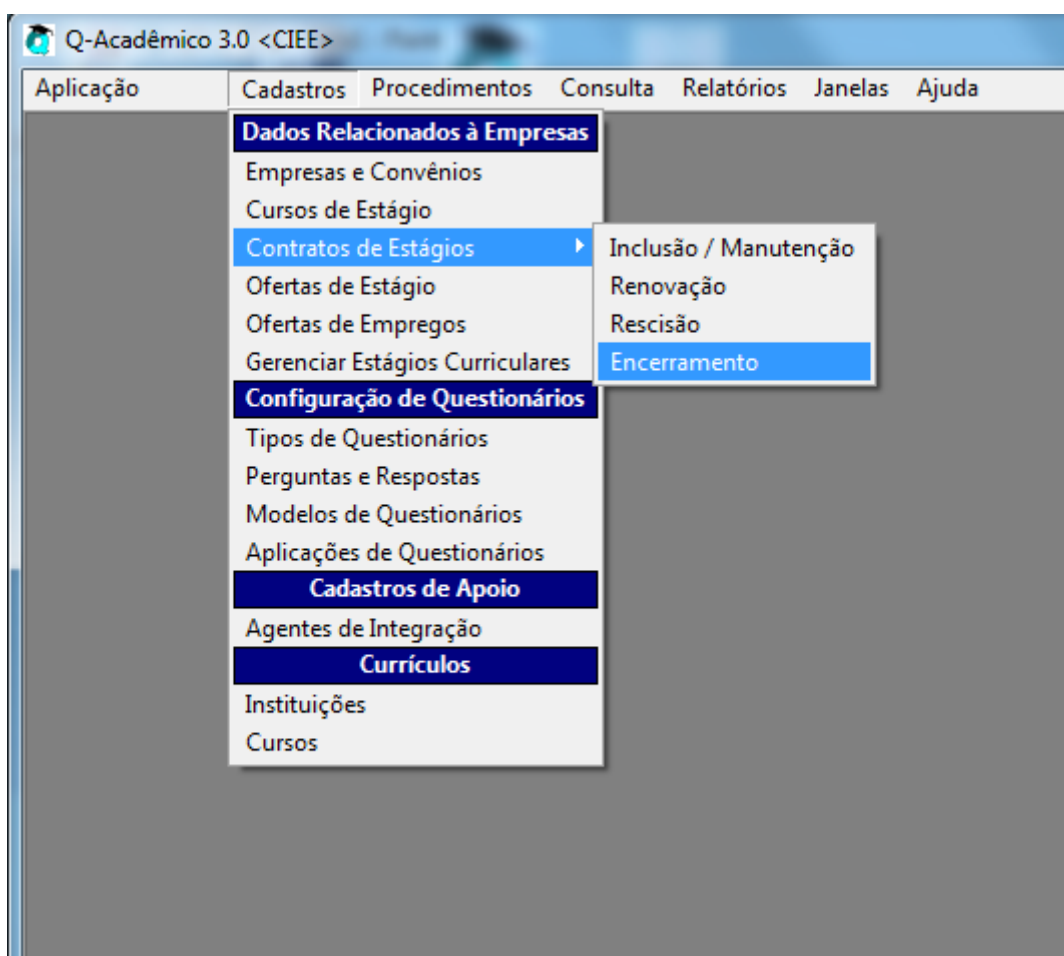 Q-Acadêmico 3.0 <CIEE>
Aplicação Cadastros Procedimentos Consulta Relatórios Janelas Ajuda
Dados Relacionados à Empresas
Empresas e Convênios
Cursos de Estágio
Contratos de Estágios
Ofertas de Estágio
Ofertas de Empregos
Gerenciar Estágios Curriculares
Configuração de Questionários
Tipos de Questionários
Perguntas e Respostas
Modelos de Questionários
Aplicações de Questionários
Cadastros de Apoio
Agentes de Integração
Currículos
Instituições
Cursos
Inclusão / Manutenção
Renovação
Rescisão
Encerramento